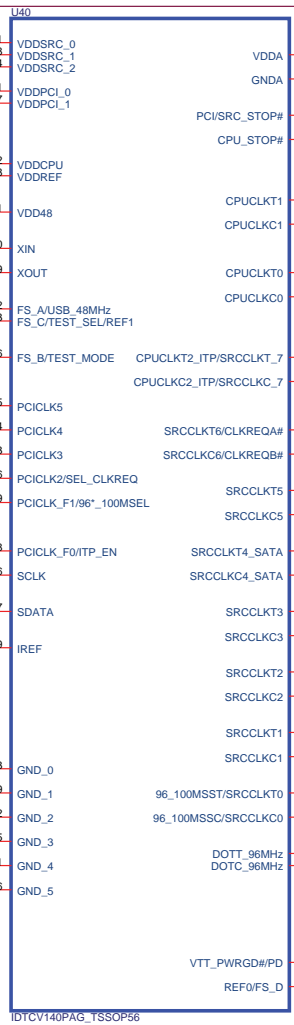 U40
VDDSRC_0
VDDSRC_1
VDDSRC_2
VDDPCI_0
VDDPCI_1
VDDCPU
VDDREF
VDD48
XIN
XOUT
FS_A/USB_48MHz
FS_C/TEST_SEL/REF1
FS_B/TEST_MODE
PCICLK5
PCICLK4
PCICLK3
PCICLK2/SEL_CLKREQ
PCICLK_F1/96*_100MSEL
PCICLK_F0/ITP_EN
SCLK
SDATA
IREF
GND_0
GND_1
GND_2
GND_3
GND_4
GND_5
VDDA
GNDA
PCI/SRC_STOP#
CPU_STOP#
CPUCLKT1
CPUCLKC1
CPUCLKT0
CPUCLKC0
CPUCLKT2_ITP/SRCCLKT_7
CPUCLKC2_ITP/SRCCLKC_7
SRCCLKT6/CLKREQA#
SRCCLKC6/CLKREQB#
SRCCLKT5
SRCCLKC5
SRCCLKT4_SATA
SRCCLKC4_SATA
SRCCLKT3
SRCCLKC3
SRCCLKT2
SRCCLKC2
SRCCLKT1
SRCCLKC1
96_100MSST/SRCCLKT0
96_100MSSC/SRCCLKC0
DOTT_96MHz
DOTC_96MHz
VTT_PWRGD#/PD
REF0/FS_D
IDTCV140PAG_TSSOP56